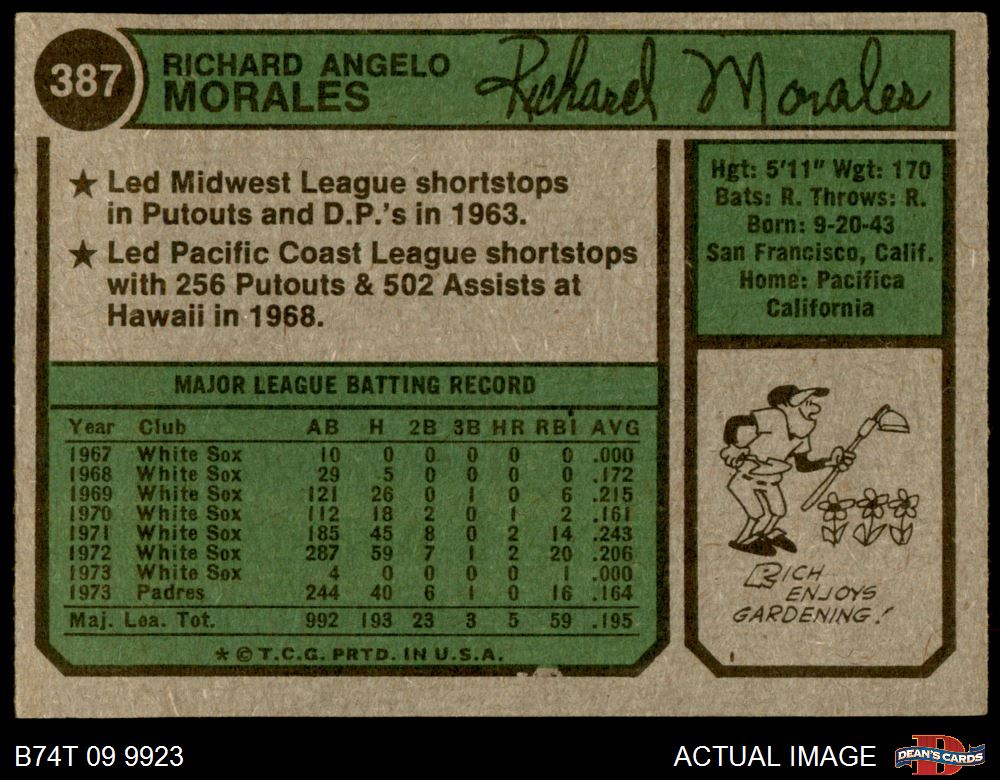 387
RICHARD ANGELO
MORALES
Richard Morales
★ Led Midwest League shortstops
in Putouts and D.P.'s in 1963.
★ Led Pacific Coast League shortstops
with 256 Putouts & 502 Assists at
Hawaii in 1968.
Hgt: 5'11" Wgt: 170
Bats: R. Throws: R.
Born: 9-20-43
San Francisco, Calif.
Home: Pacifica
California
MAJOR LEAGUE BATTING RECORD
Year Club AB H 2B 3B HR RBI AVG
1967 White Sox 10 0 0 0 0 0 .000
1968 White Sox 29 5 0 0 0 0 .172
1969 White Sox 121 26 0 1 0 6 .215
1970 White Sox 112 18 2 0 1 2 .161
1971 White Sox 185 45 8 0 2 14 .243
1972 White Sox 287 59 7 1 2 20 .206
1973 White Sox 4 0 0 0 0 1 .000
1973 Padres 244 40 6 1 0 16 .164
Maj. Lea. Tot. 992 193 23 3 5 59 .195
* © T.C.G. PRTD. IN U.S.A.
RICH
ENJOYS
GARDENING!
B74T 09 9923
ACTUAL IMAGE
D
DEAN'S CARDS